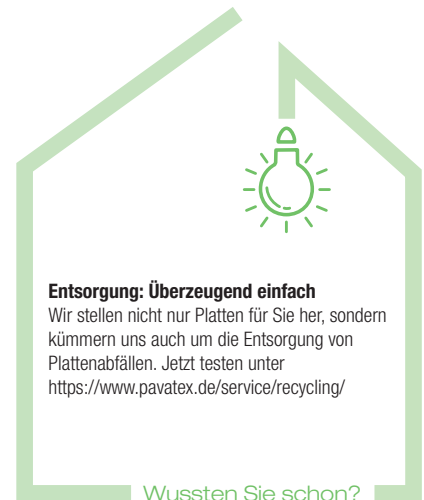 Entsorgung: Überzeugend einfach
Wir stellen nicht nur Platten für Sie her, sondern
kümmern uns auch um die Entsorgung von
Plattenabfällen. Jetzt testen unter
https://www.pavatex.de/service/recycling/
Wussten Sie schon?